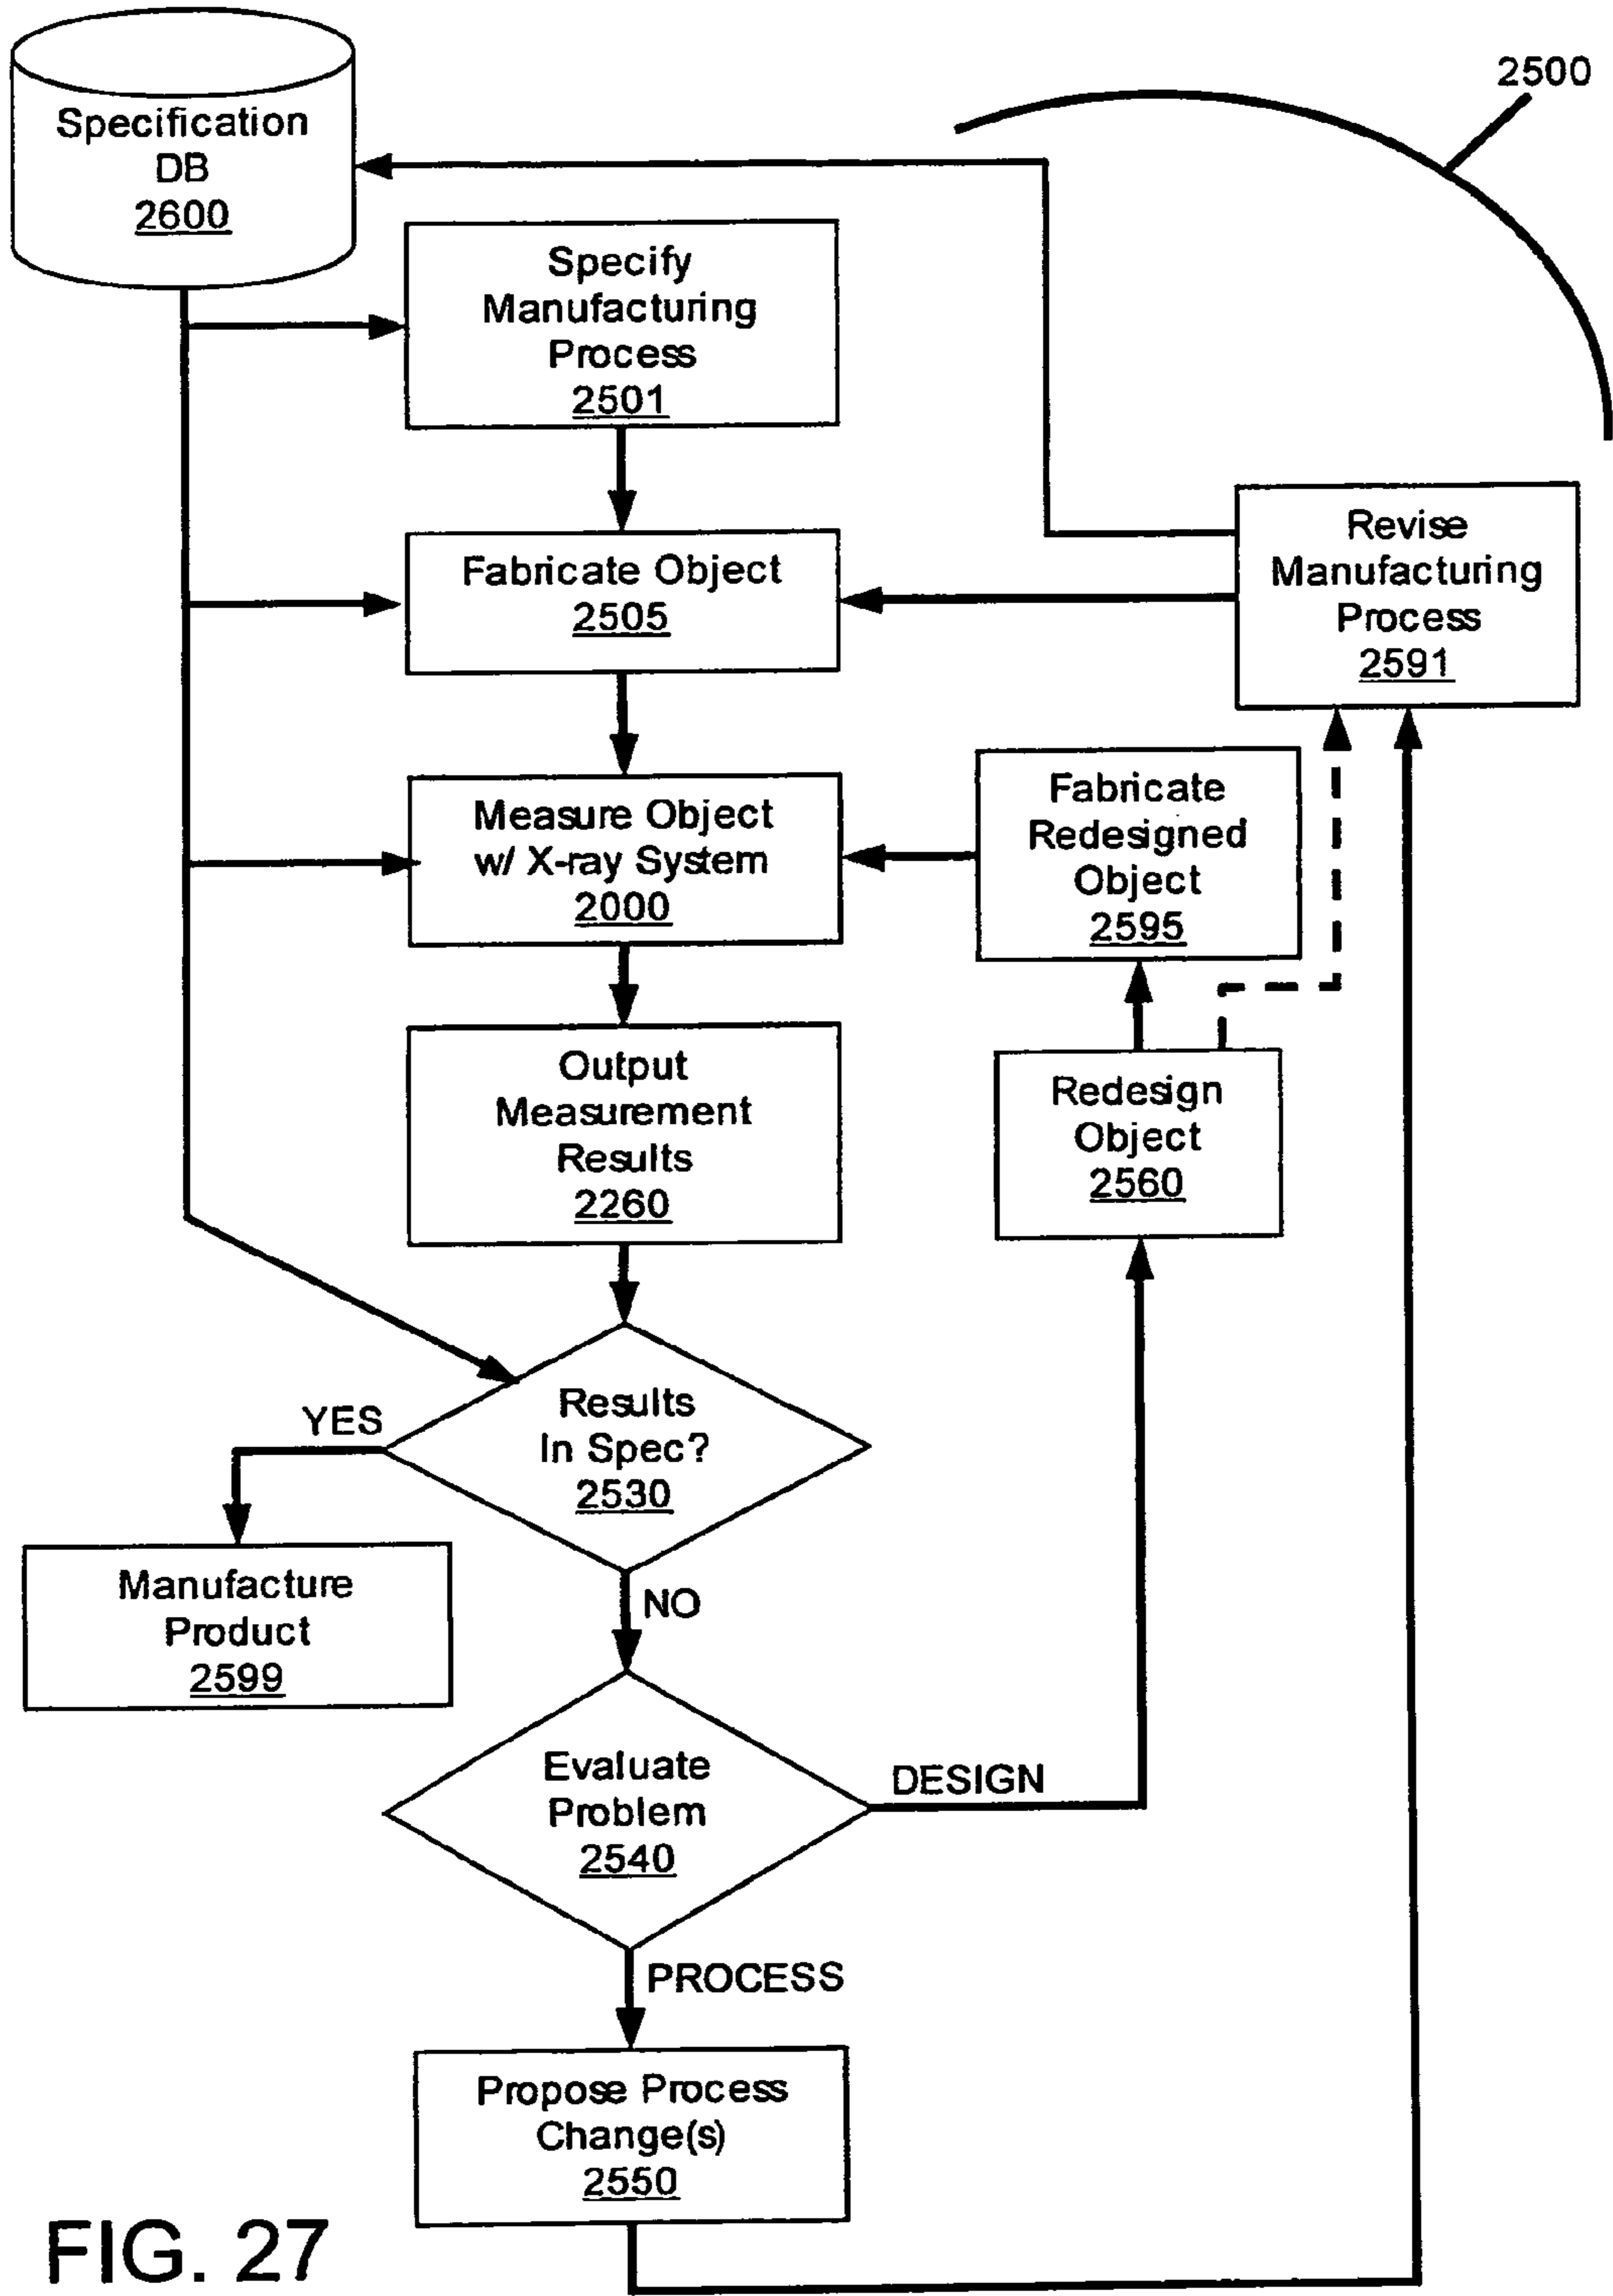 2500
Specification
DB
2600
Specify
Manufacturing
Process
2501
Revise
Manufacturing
Process
2591
Fabricate Object
2505
Fabricate
Redesigned
Object
2595
Measure Object
w/ X-ray System
2000
Output
Measurement
Results
2260
Redesign
Object
2560
Results
In Spec?
2530
YES
NO
Manufacture
Product
2599
Evaluate
Problem
2540
DESIGN
PROCESS
Propose Process
Change(s)
2550
FIG. 27